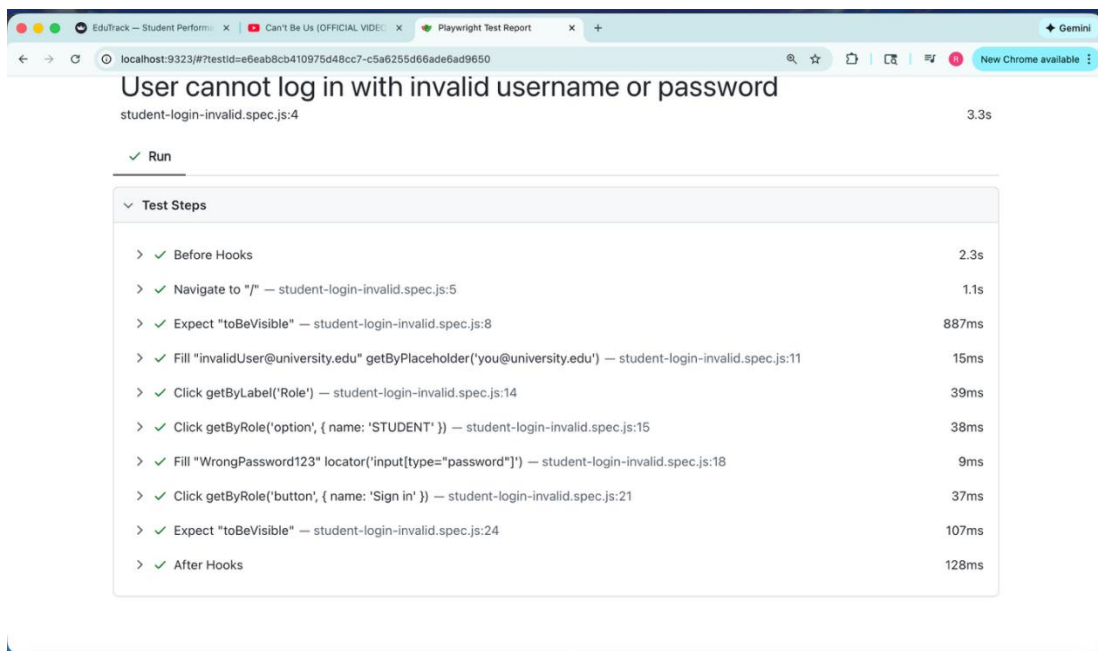 EduTrack — Student Performa
Can't Be Us (OFFICIAL VIDEO
Playwright Test Report
Gemini
localhost:9323/#?testId=e6eab8cb410975d48cc7-c5a6255d66ade6ad9650
New Chrome available
User cannot log in with invalid username or password
student-login-invalid.spec.js:4
3.3s
Run
Test Steps
Before Hooks 2.3s
Navigate to "/" — student-login-invalid.spec.js:5 1.1s
Expect "toBeVisible" — student-login-invalid.spec.js:8 887ms
Fill "invalidUser@university.edu" getByPlaceholder('you@university.edu') — student-login-invalid.spec.js:11 15ms
Click getByLabel('Role') — student-login-invalid.spec.js:14 39ms
Click getByRole('option', { name: 'STUDENT' }) — student-login-invalid.spec.js:15 38ms
Fill "WrongPassword123" locator('input[type="password"]') — student-login-invalid.spec.js:18 9ms
Click getByRole('button', { name: 'Sign in' }) — student-login-invalid.spec.js:21 37ms
Expect "toBeVisible" — student-login-invalid.spec.js:24 107ms
After Hooks 128ms